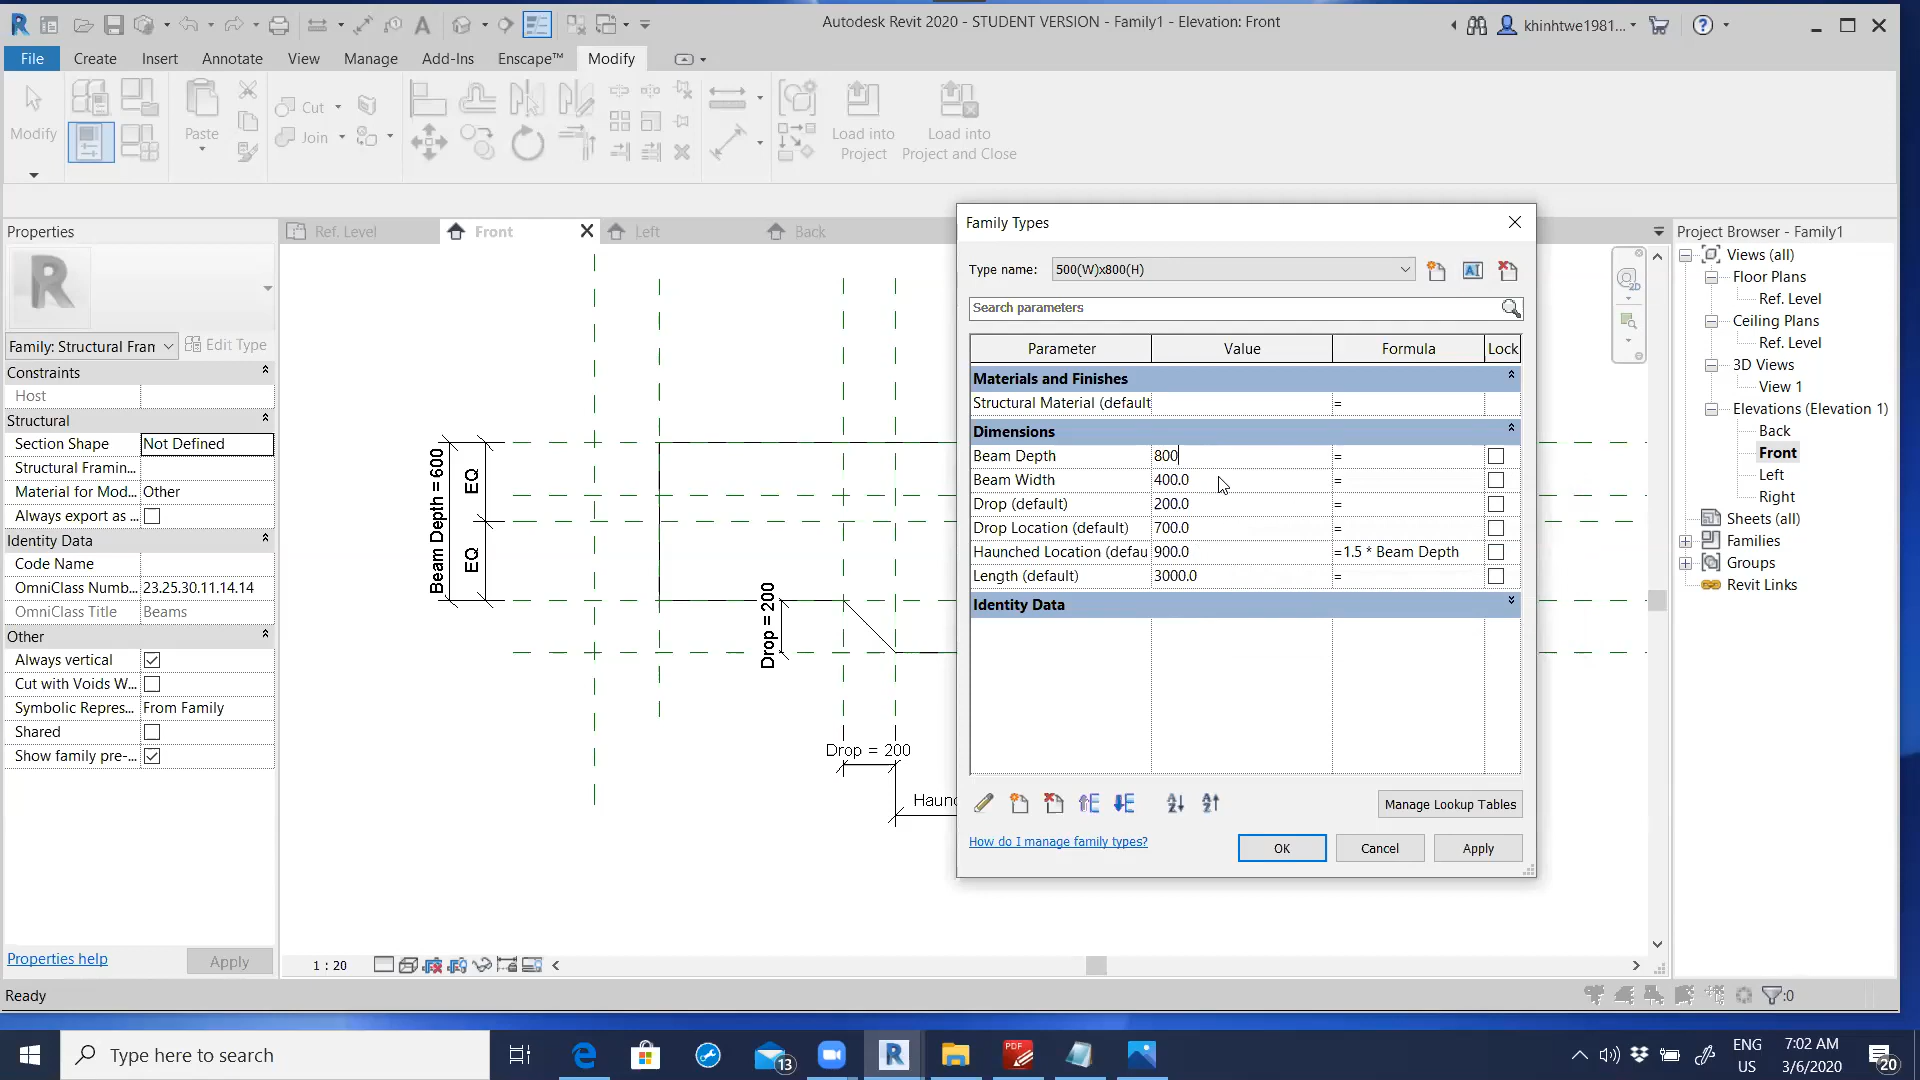 Autodesk Revit 2020 - STUDENT VERSION - Family1 - Elevation: Front
khinhtwe1981...
File Create Insert Annotate View Manage Add-Ins Enscape™ Modify
Modify
Paste
Cut
Join
Load into Project
Load into Project and Close
Properties
Family: Structural Fran
Edit Type
Constraints
Host
Structural
Section Shape Not Defined
Structural Framin...
Material for Mod... Other
Always export as ...
Identity Data
Code Name
OmniClass Numb... 23.25.30.11.14.14
OmniClass Title Beams
Other
Always vertical
Cut with Voids W...
Symbolic Repres... From Family
Shared
Show family pre-...
Properties help
Apply
Ref. Level
Front
Left
Back
Beam Depth = 600
EQ
EQ
Drop = 200
Drop = 200
Haunc
1 : 20
Family Types
Type name: 500(W)x800(H)
Search parameters
Parameter Value Formula Lock
Materials and Finishes
Structural Material (default =
Dimensions
Beam Depth 800 =
Beam Width 400.0 =
Drop (default) 200.0 =
Drop Location (default) 700.0 =
Haunched Location (defau 900.0 =1.5 * Beam Depth
Length (default) 3000.0 =
Identity Data
Manage Lookup Tables
How do I manage family types?
OK Cancel Apply
Project Browser - Family1
Views (all)
Floor Plans
Ref. Level
Ceiling Plans
Ref. Level
3D Views
View 1
Elevations (Elevation 1)
Back
Front
Left
Right
Sheets (all)
Families
Groups
Revit Links
2D
Ready
:0
Type here to search
13
PDF
ENG
US
7:02 AM
3/6/2020
20